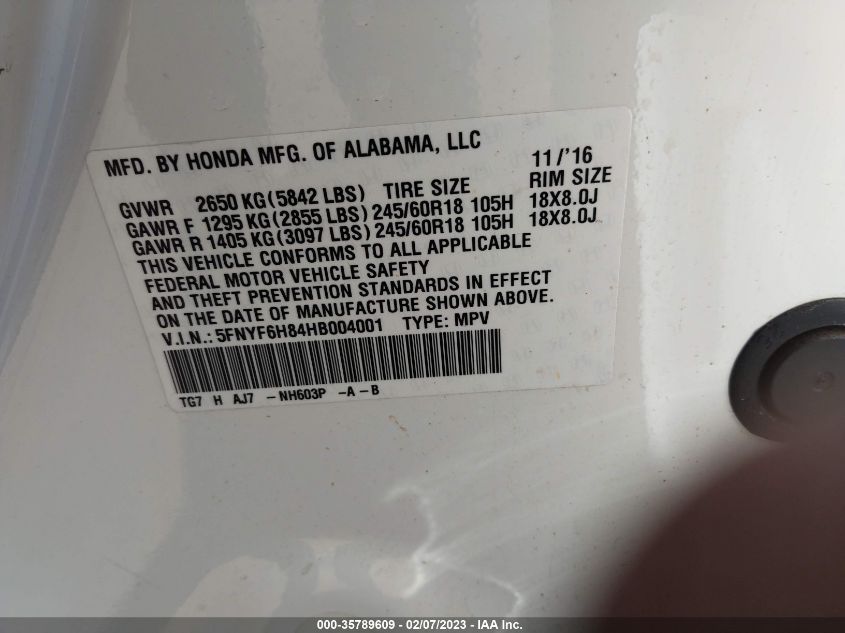 MFD. BY HONDA MFG. OF ALABAMA, LLC 11/'16
GVWR 2650 KG(5842 LBS) TIRE SIZE RIM SIZE
GAWR F 1295 KG(2855 LBS) 245/60R18 105H 18X8.0J
GAWR R 1405 KG(3097 LBS) 245/60R18 105H 18X8.0J
THIS VEHICLE CONFORMS TO ALL APPLICABLE
FEDERAL MOTOR VEHICLE SAFETY
AND THEFT PREVENTION STANDARDS IN EFFECT
ON THE DATE OF MANUFACTURE SHOWN ABOVE.
V.I.N.: 5FNYF6H84HB004001 TYPE: MPV
TG7 H AJ7 -NH603P -A-B
000-35789609 - 02/07/2023 - IAA Inc.